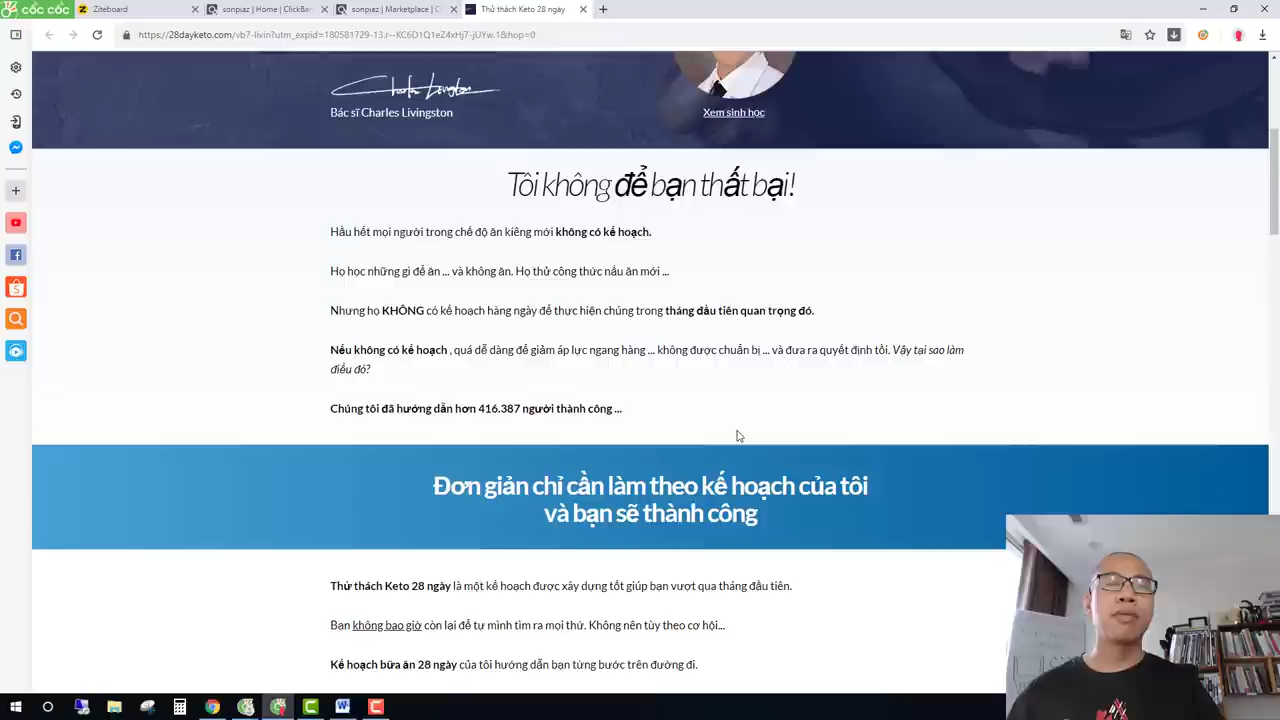 cốc cốc
Ziteboard
sonpiaz | Home | ClickBan
sonpiaz | Marketplace | C
Thử thách Keto 28 ngày
https://28dayketo.com/vb7-livin?utm_expid=180581729-13.r--KC6D1Q1eZ4xHj7-jUYw.1&hop=0
Bác sĩ Charles Livingston
Xem sinh học
Tôi không để bạn thất bại!
Hầu hết mọi người trong chế độ ăn kiêng mới không có kế hoạch.
Họ học những gì để ăn ... và không ăn. Họ thử công thức nấu ăn mới ...
Nhưng họ KHÔNG có kế hoạch hàng ngày để thực hiện chúng trong tháng đầu tiên quan trọng đó.
Nếu không có kế hoạch , quá dễ dàng để giảm áp lực ngang hàng ... không được chuẩn bị ... và đưa ra quyết định tồi. Vậy tại sao làm
điều đó?
Chúng tôi đã hướng dẫn hơn 416.387 người thành công ...
Đơn giản chỉ cần làm theo kế hoạch của tôi
và bạn sẽ thành công
Thử thách Keto 28 ngày là một kế hoạch được xây dựng tốt giúp bạn vượt qua tháng đầu tiên.
Bạn không bao giờ còn lại để tự mình tìm ra mọi thứ. Không nên tùy theo cơ hội...
Kế hoạch bữa ăn 28 ngày của tôi hướng dẫn bạn từng bước trên đường đi.